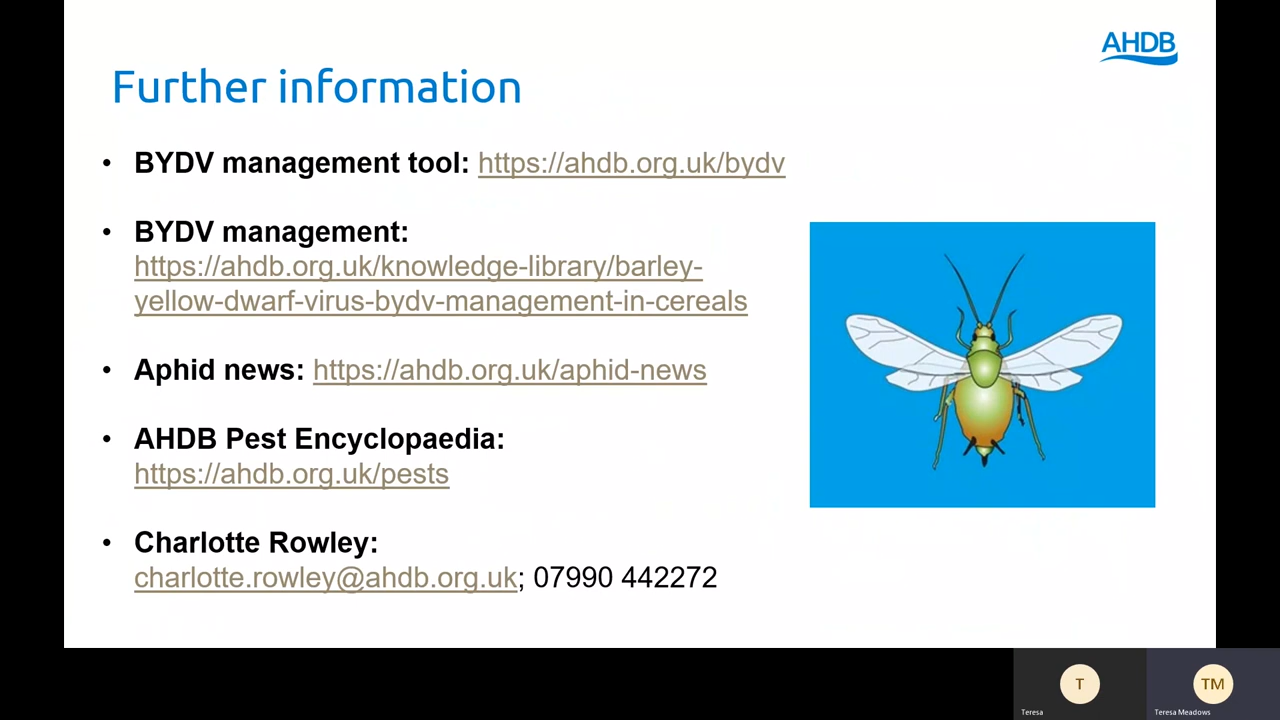 AHDB
Further information
• BYDV management tool: https://ahdb.org.uk/bydv
• BYDV management:
https://ahdb.org.uk/knowledge-library/barley-
yellow-dwarf-virus-bydv-management-in-cereals
• Aphid news: https://ahdb.org.uk/aphid-news
• AHDB Pest Encyclopaedia:
https://ahdb.org.uk/pests
• Charlotte Rowley:
charlotte.rowley@ahdb.org.uk; 07990 442272
T
TM
Teresa
Teresa Meadows